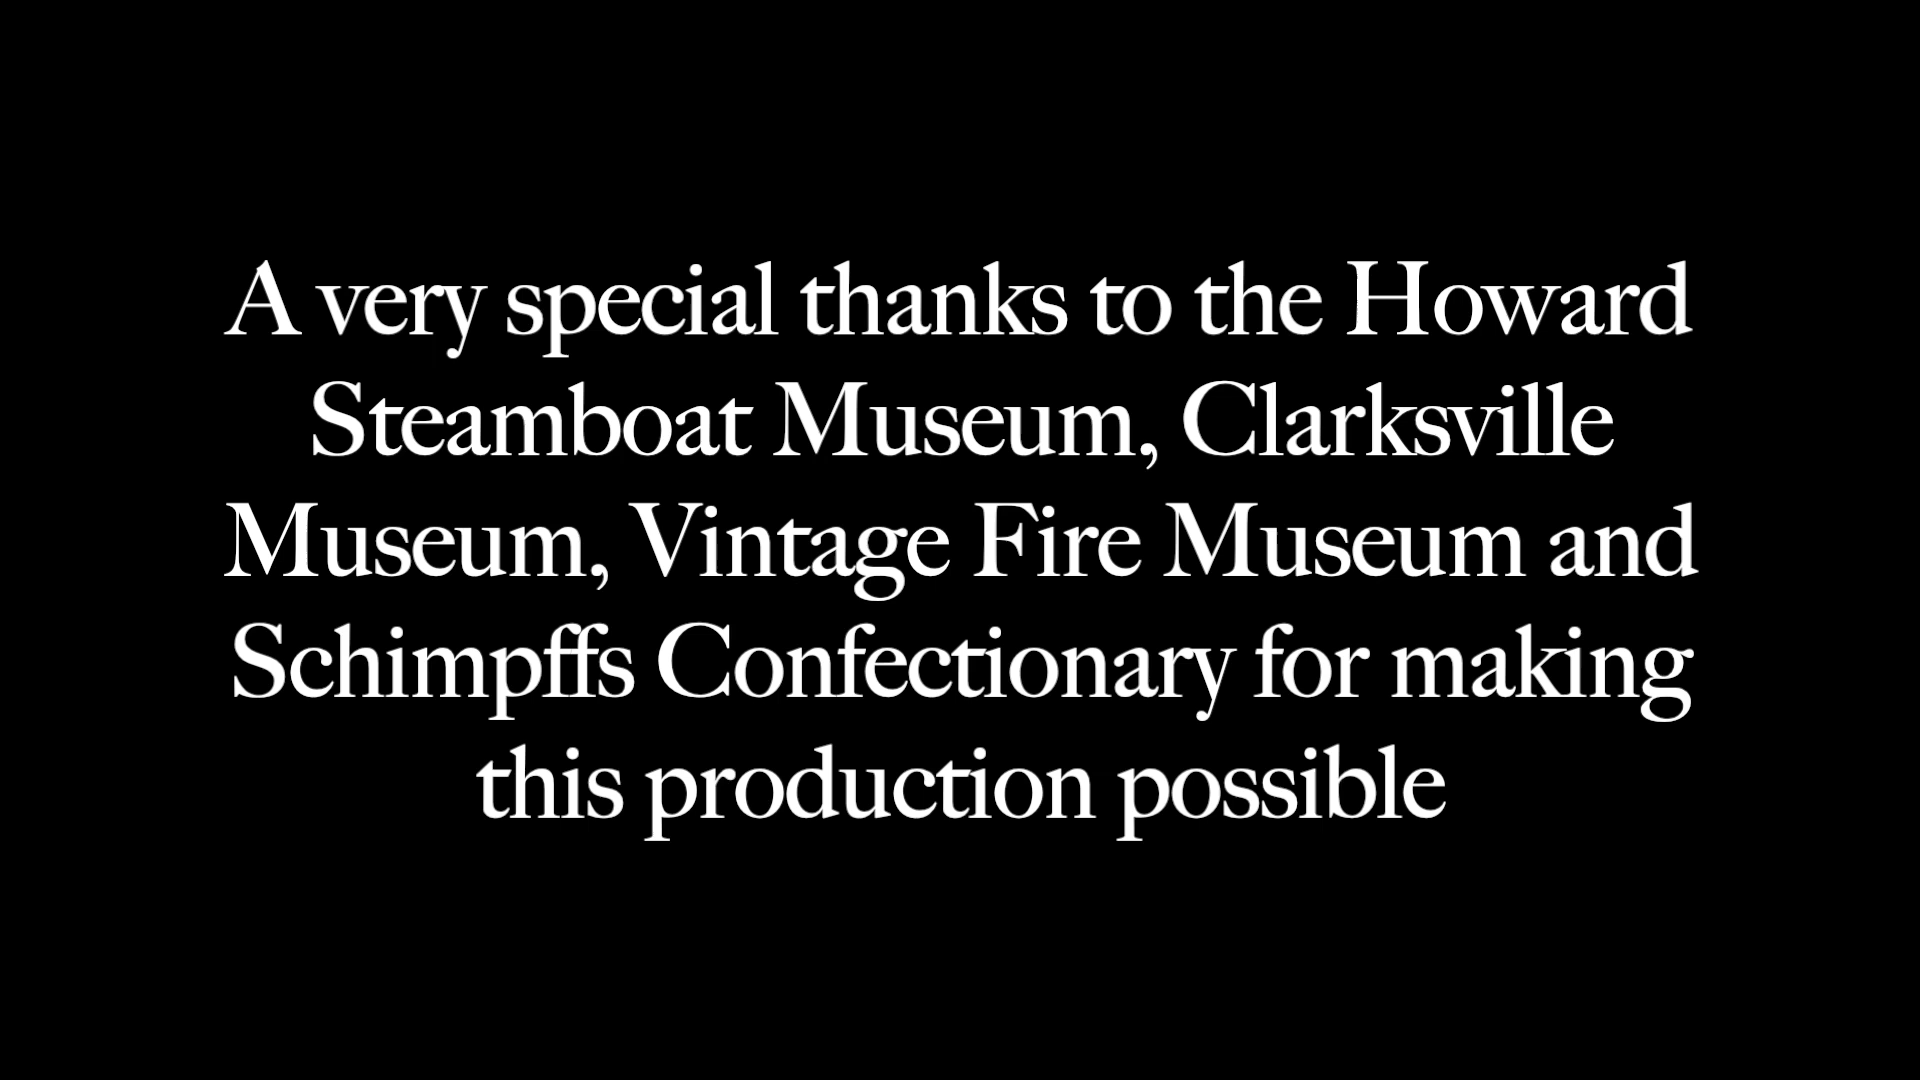 A very special thanks to the Howard
Steamboat Museum, Clarksville
Museum, Vintage Fire Museum and
Schimpffs Confectionary for making
this production possible